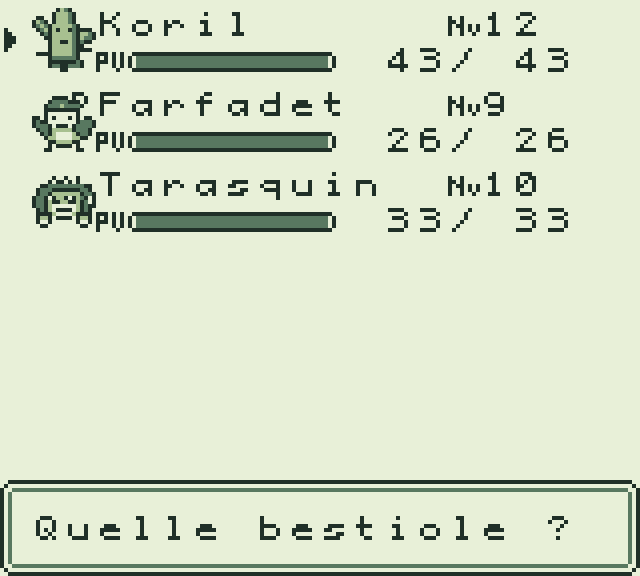 Koril Nv12
PV 43/ 43
Farfadet Nv9
PV 26/ 26
Tarasquin Nv10
PV 33/ 33
Quelle bestiole ?